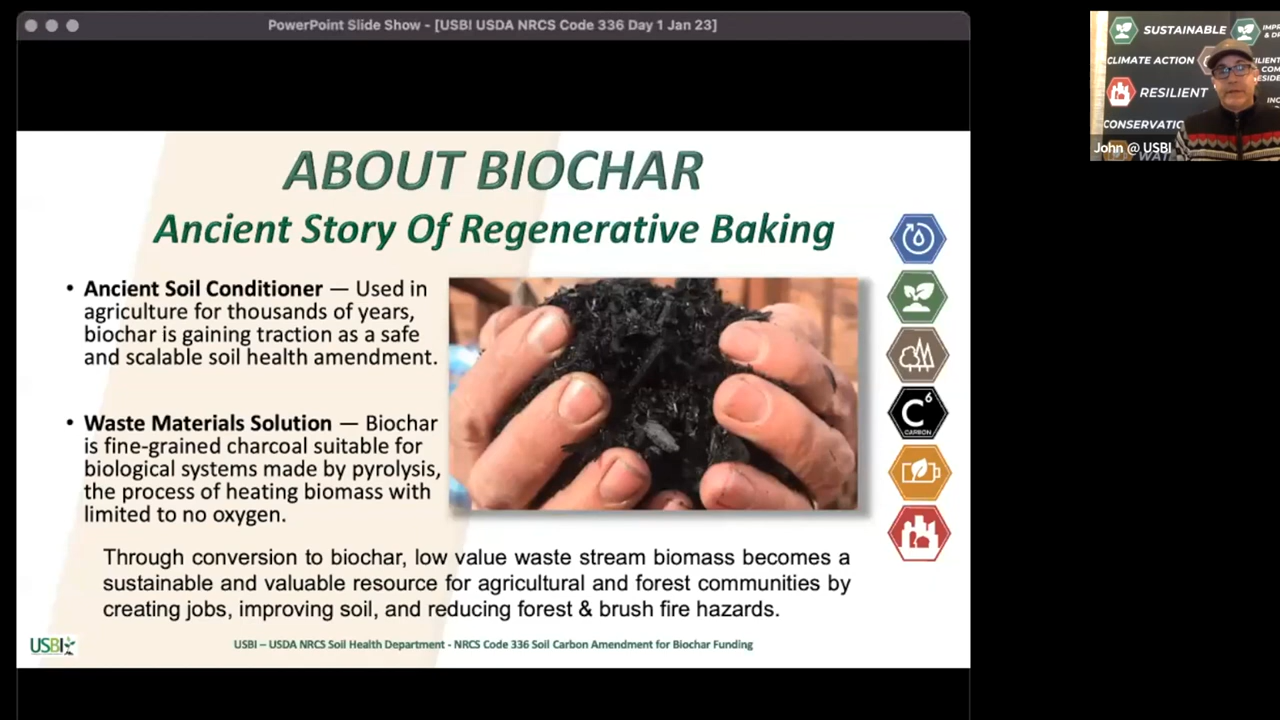 PowerPoint Slide Show - [USBI USDA NRCS Code 336 Day 1 Jan 23]
SUSTAINABLE
CLIMATE ACTION
RESILIENT
CONSERVATIO
John @ USBI
ABOUT BIOCHAR
Ancient Story Of Regenerative Baking
• Ancient Soil Conditioner — Used in
agriculture for thousands of years,
biochar is gaining traction as a safe
and scalable soil health amendment.
• Waste Materials Solution — Biochar
is fine-grained charcoal suitable for
biological systems made by pyrolysis,
the process of heating biomass with
limited to no oxygen.
C 6
CARBON
Through conversion to biochar, low value waste stream biomass becomes a
sustainable and valuable resource for agricultural and forest communities by
creating jobs, improving soil, and reducing forest & brush fire hazards.
USBI
USBI – USDA NRCS Soil Health Department - NRCS Code 336 Soil Carbon Amendment for Biochar Funding